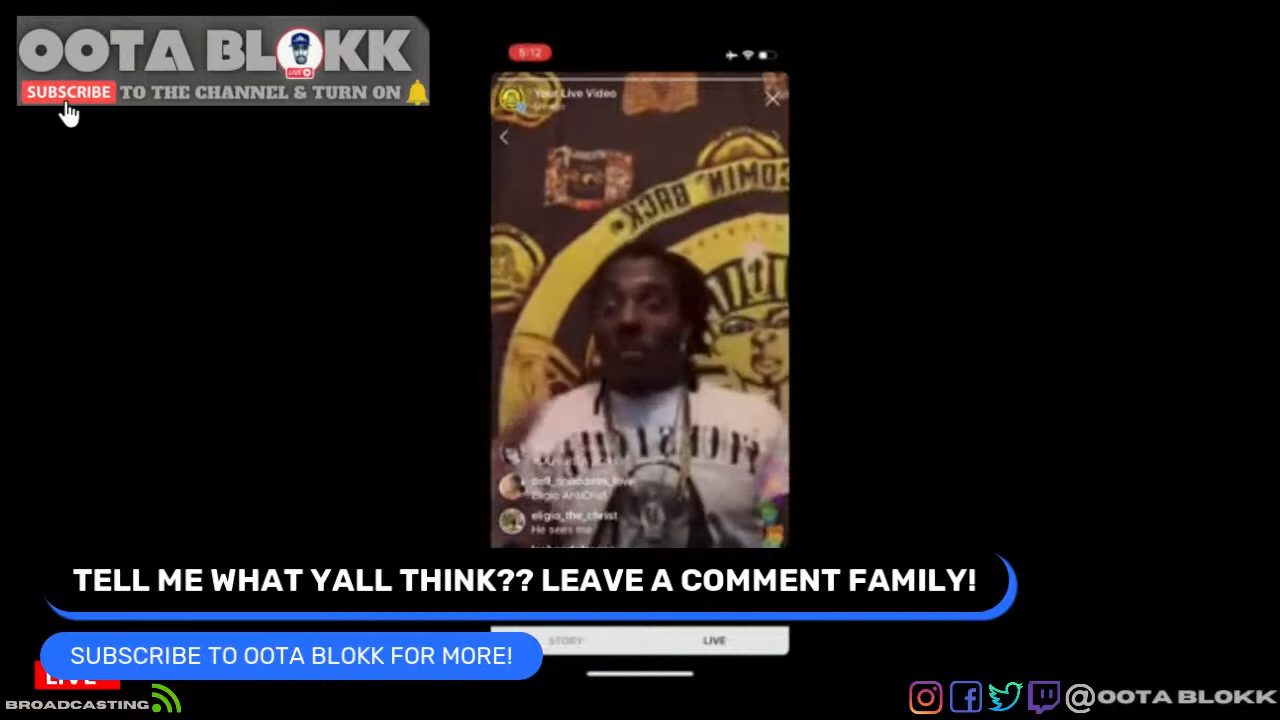 OOTA BLOKK
LIVE
SUBSCRIBE TO THE CHANNEL & TURN ON
5:12
Your Live Video
COMIN' BACK
eligio_the_christ
He sees me
TELL ME WHAT YALL THINK?? LEAVE A COMMENT FAMILY!
STORY
LIVE
SUBSCRIBE TO OOTA BLOKK FOR MORE!
LIVE
BROADCASTING
@OOTA BLOKK